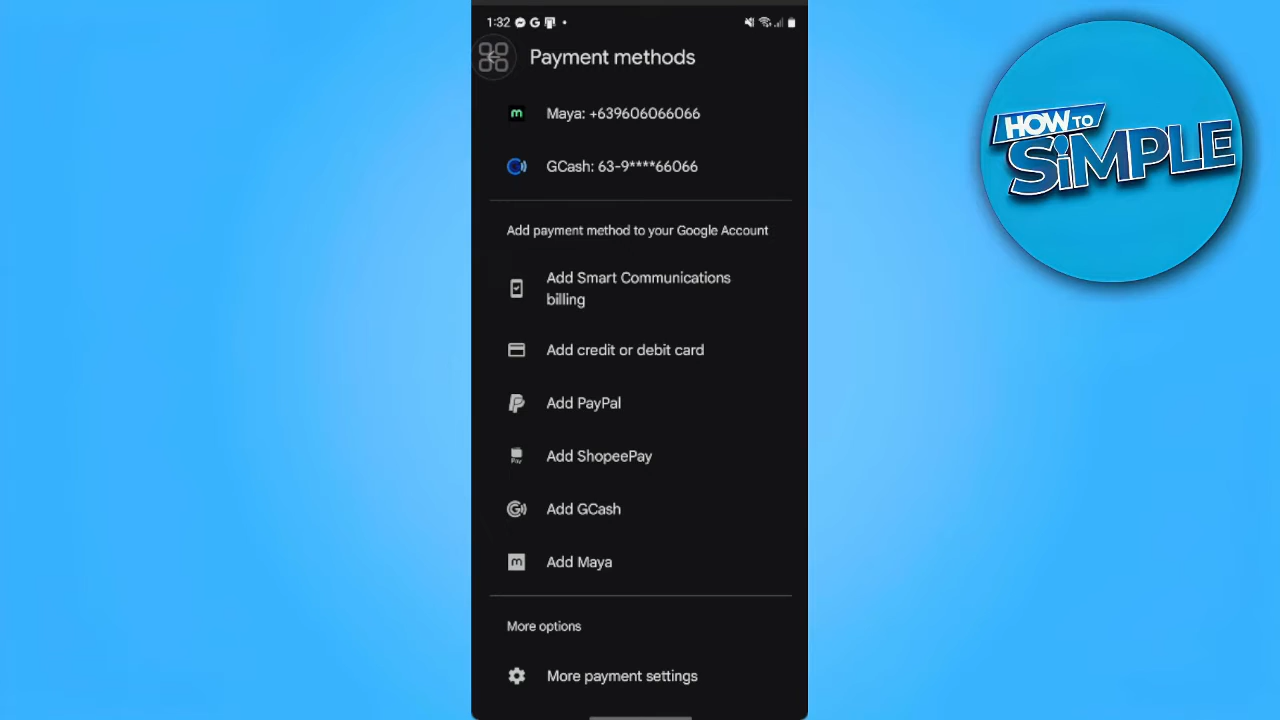 1:32
Payment methods
Maya: +639606066066
GCash: 63-9****66066
Add payment method to your Google Account
Add Smart Communications
billing
Add credit or debit card
Add PayPal
Pay
Add ShopeePay
Add GCash
Add Maya
More options
More payment settings
HOW TO
SiMPLE